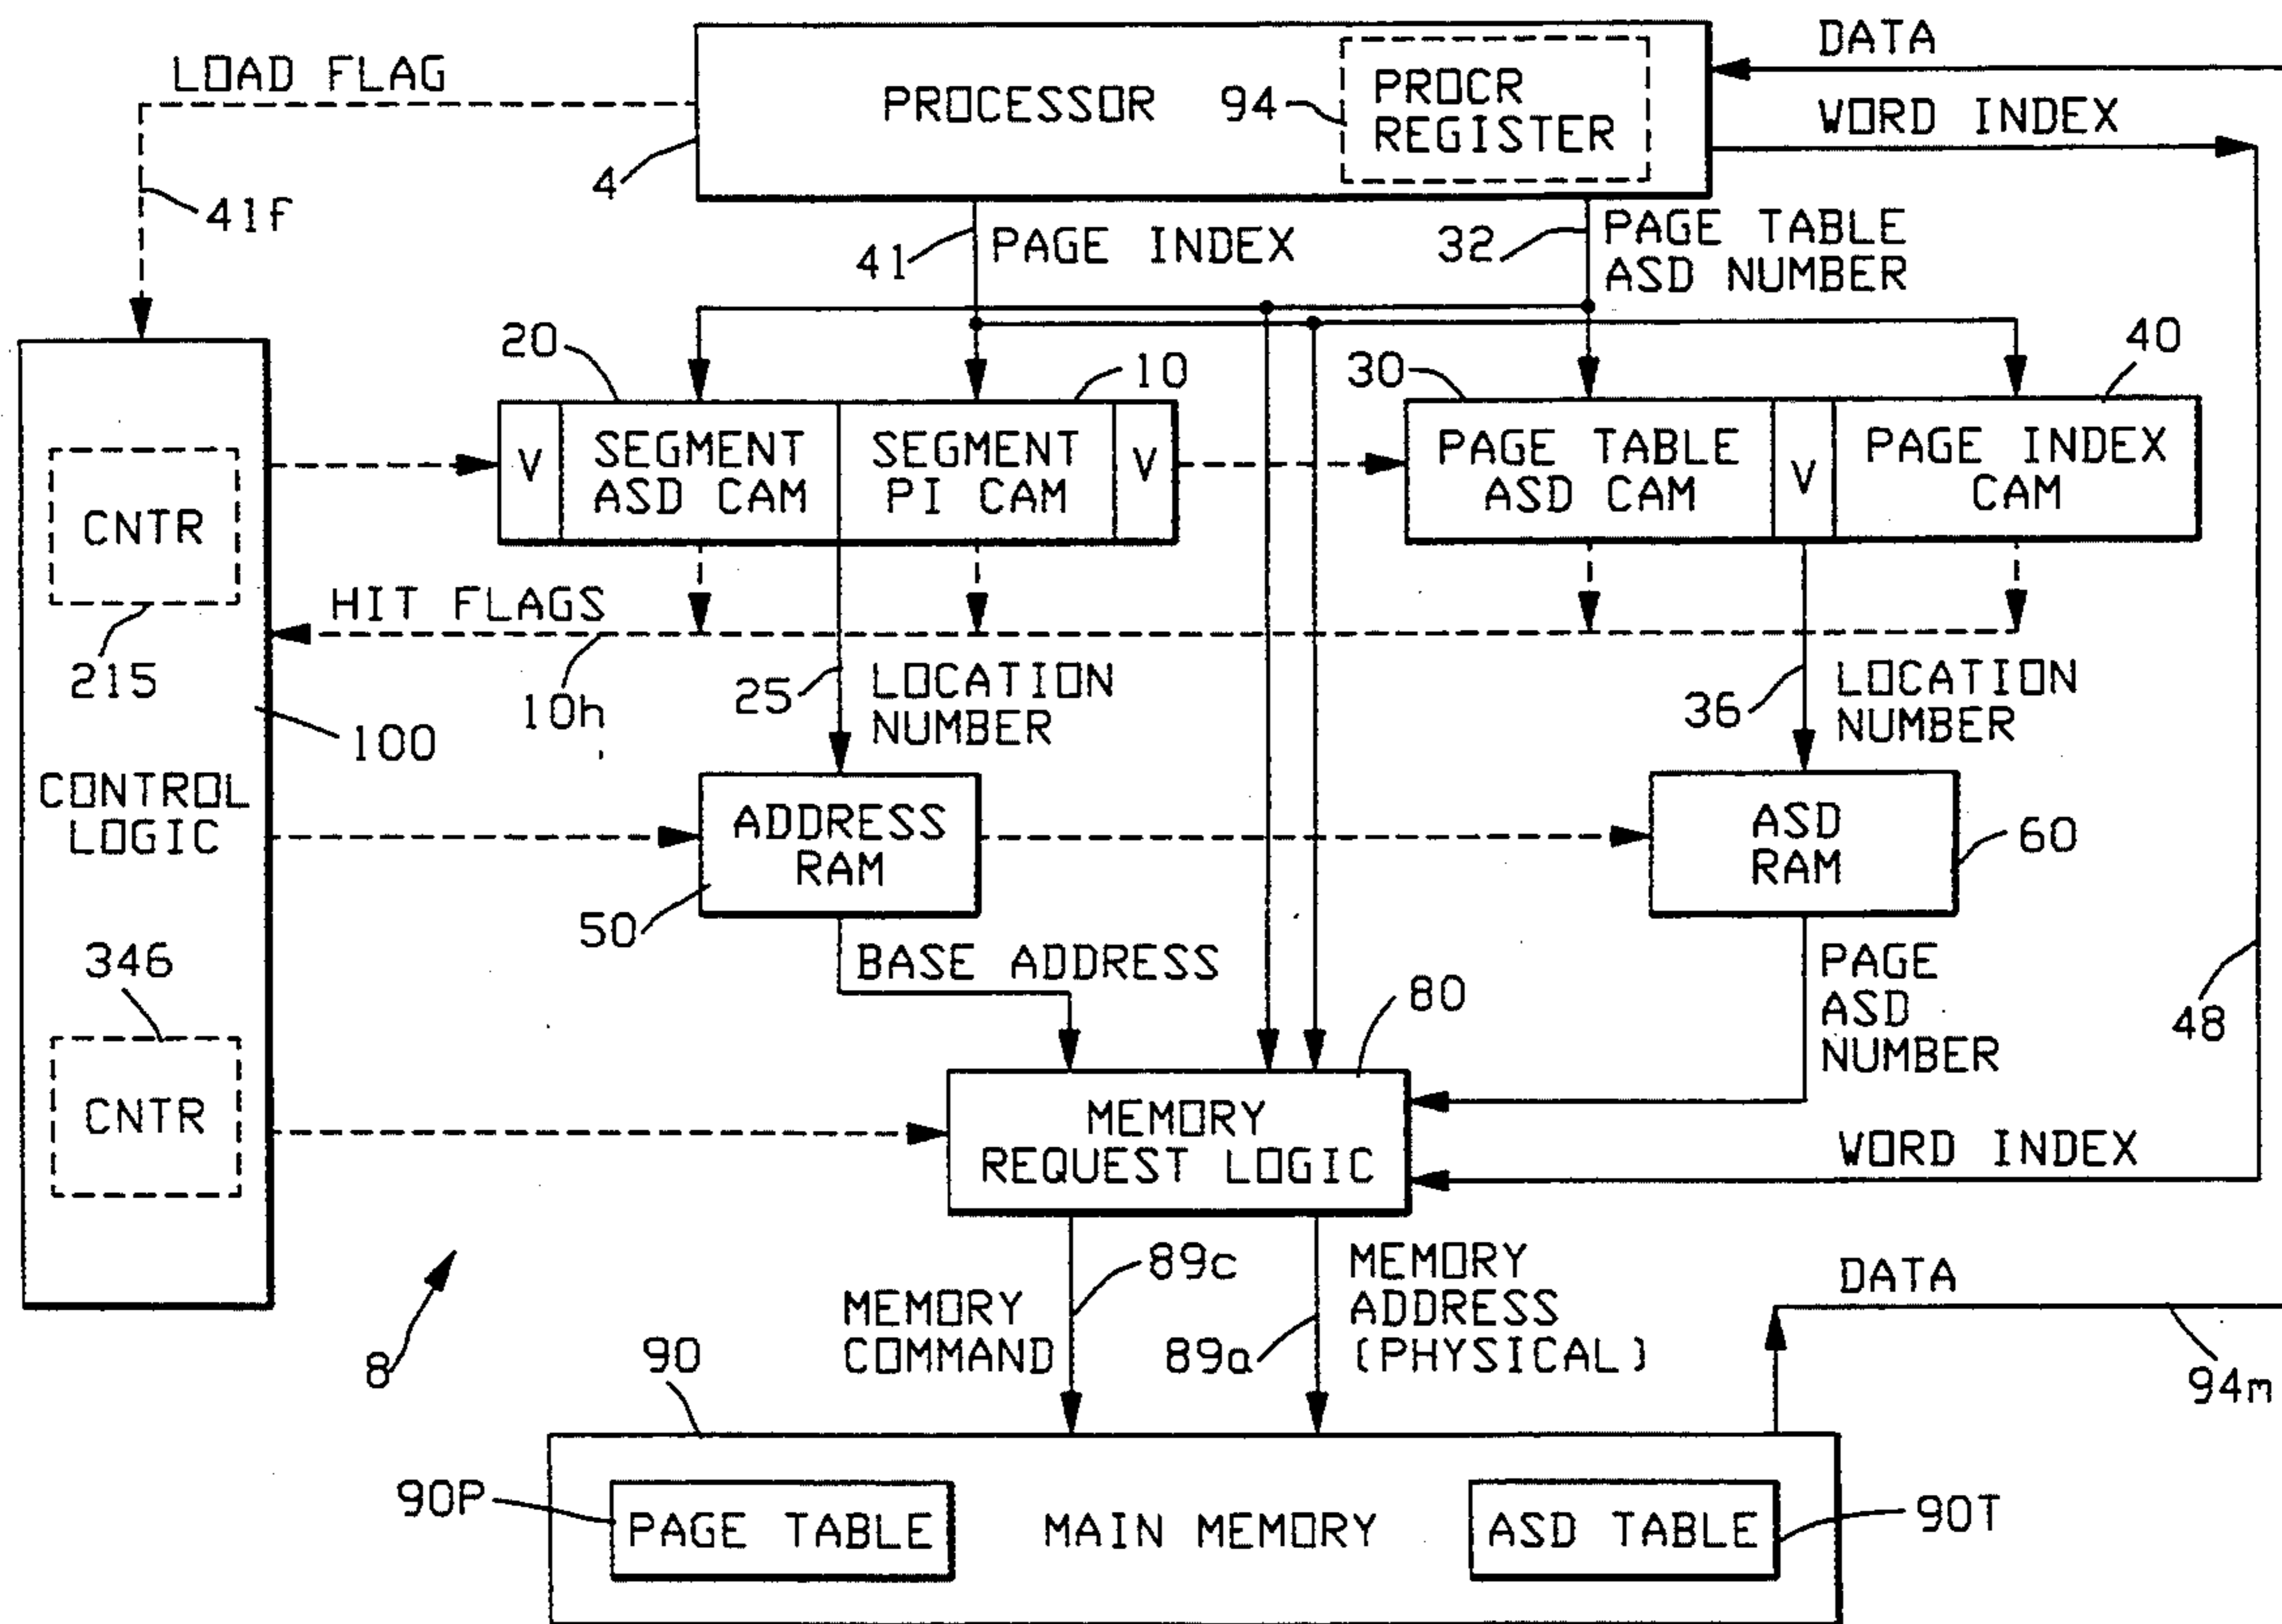 DATA
LOAD FLAG
PROCESSOR
94
PROCR
REGISTER
WORD INDEX
4
41f
41
PAGE INDEX
32
PAGE TABLE
ASD NUMBER
20
10
30
40
V
SEGMENT
ASD CAM
SEGMENT
PI CAM
V
PAGE TABLE
ASD CAM
V
PAGE INDEX
CAM
CNTR
HIT FLAGS
215
10h
25
LOCATION
NUMBER
36
LOCATION
NUMBER
100
CONTROL
LOGIC
ADDRESS
RAM
ASD
RAM
60
50
346
BASE ADDRESS
80
PAGE
ASD
NUMBER
48
CNTR
MEMORY
REQUEST LOGIC
WORD INDEX
8
89c
MEMORY
COMMAND
MEMORY
ADDRESS
(PHYSICAL)
89a
DATA
94m
90
90P
PAGE TABLE
MAIN MEMORY
ASD TABLE
90T